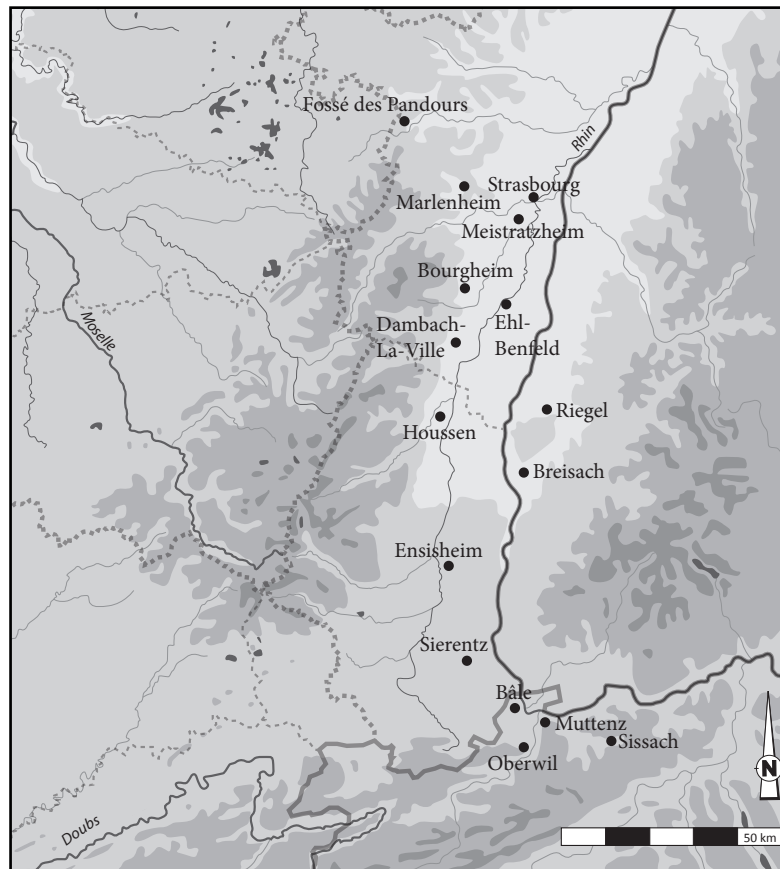 Fossé des Pandours
Rhin
Strasbourg
Marlenheim
Meistratzheim
Bourgheim
Ehl-
Benfeld
Dambach-
La-Ville
Moselle
Riegel
Houssen
Breisach
Ensisheim
Sierentz
Bâle
Muttenz
Sissach
Oberwil
N
Doubs
50 km